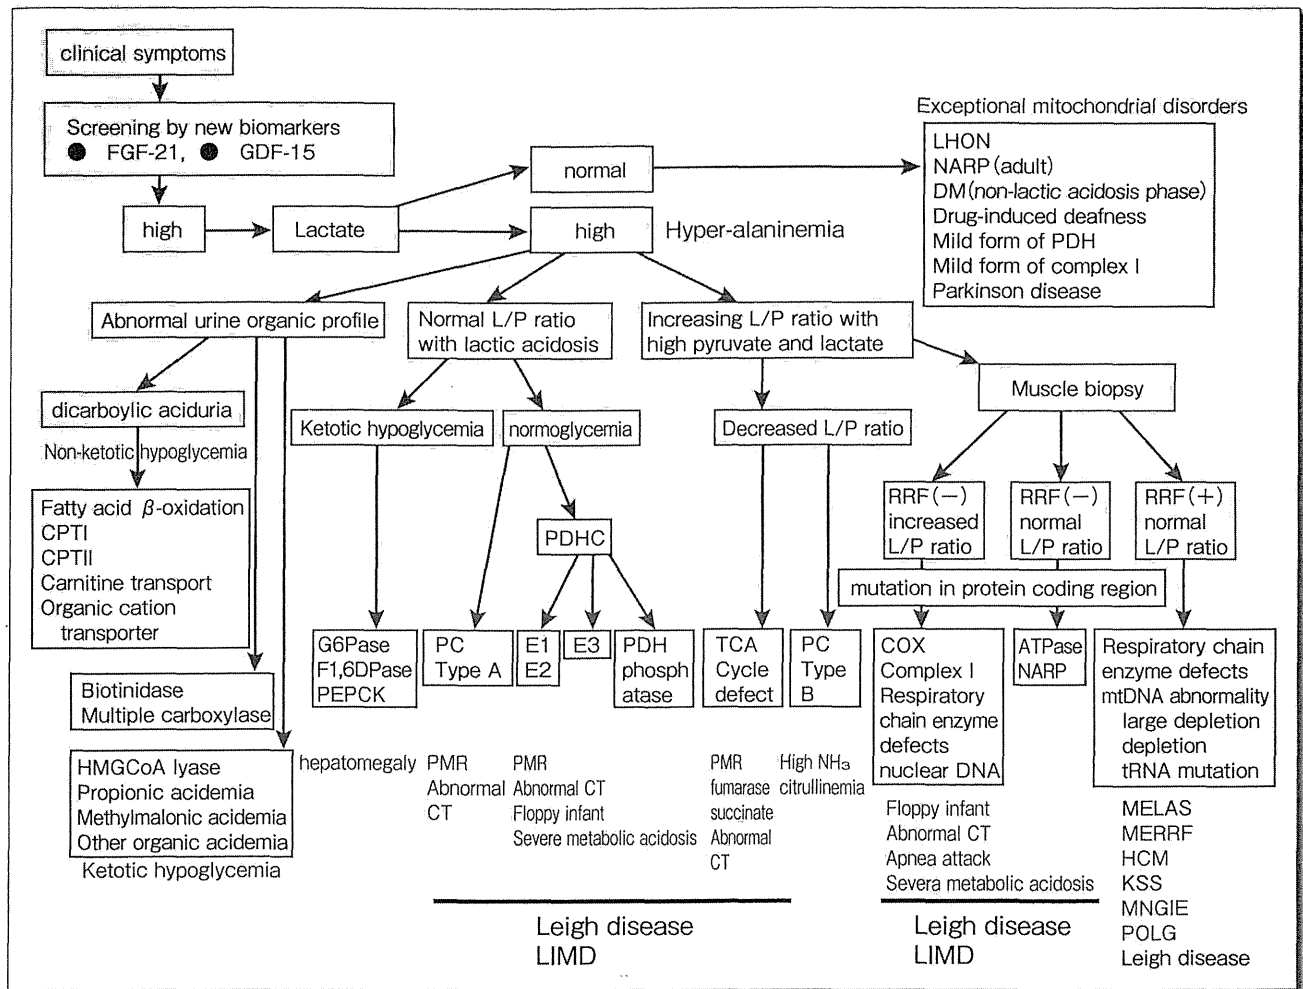 clinical symptoms
Screening by new biomarkers
● FGF-21, ● GDF-15
high
Lactate
normal
high
Hyper-alaninemia
Exceptional mitochondrial disorders
LHON
NARP (adult)
DM(non-lactic acidosis phase)
Drug-induced deafness
Mild form of PDH
Mild form of complex I
Parkinson disease
Abnormal urine organic profile
Normal L/P ratio
with lactic acidosis
Increasing L/P ratio with
high pyruvate and lactate
Muscle biopsy
dicarboylic aciduria
Ketotic hypoglycemia
normoglycemia
Decreased L/P ratio
Non-ketotic hypoglycemia
Fatty acid β-oxidation
CPTI
CPTII
Carnitine transport
Organic cation
transporter
PDHC
RRF(－)
increased
L/P ratio
RRF(－)
normal
L/P ratio
RRF(＋)
normal
L/P ratio
mutation in protein coding region
G6Pase
F1,6DPase
PEPCK
PC
Type A
E1
E2
E3
PDH
phosph
atase
TCA
Cycle
defect
PC
Type
B
COX
Complex I
Respiratory
chain enzyme
defects
nuclear DNA
ATPase
NARP
Respiratory chain
enzyme defects
mtDNA abnormality
large depletion
depletion
tRNA mutation
Biotinidase
Multiple carboxylase
HMGCoA lyase
Propionic acidemia
Methylmalonic acidemia
Other organic acidemia
Ketotic hypoglycemia
hepatomegaly
PMR
Abnormal
CT
PMR
Abnormal CT
Floppy infant
Severe metabolic acidosis
PMR
fumarase
succinate
Abnormal
CT
High NH₃
citrullinemia
Floppy infant
Abnormal CT
Apnea attack
Severa metabolic acidosis
MELAS
MERRF
HCM
KSS
MNGIE
POLG
Leigh disease
Leigh disease
LIMD
Leigh disease
LIMD